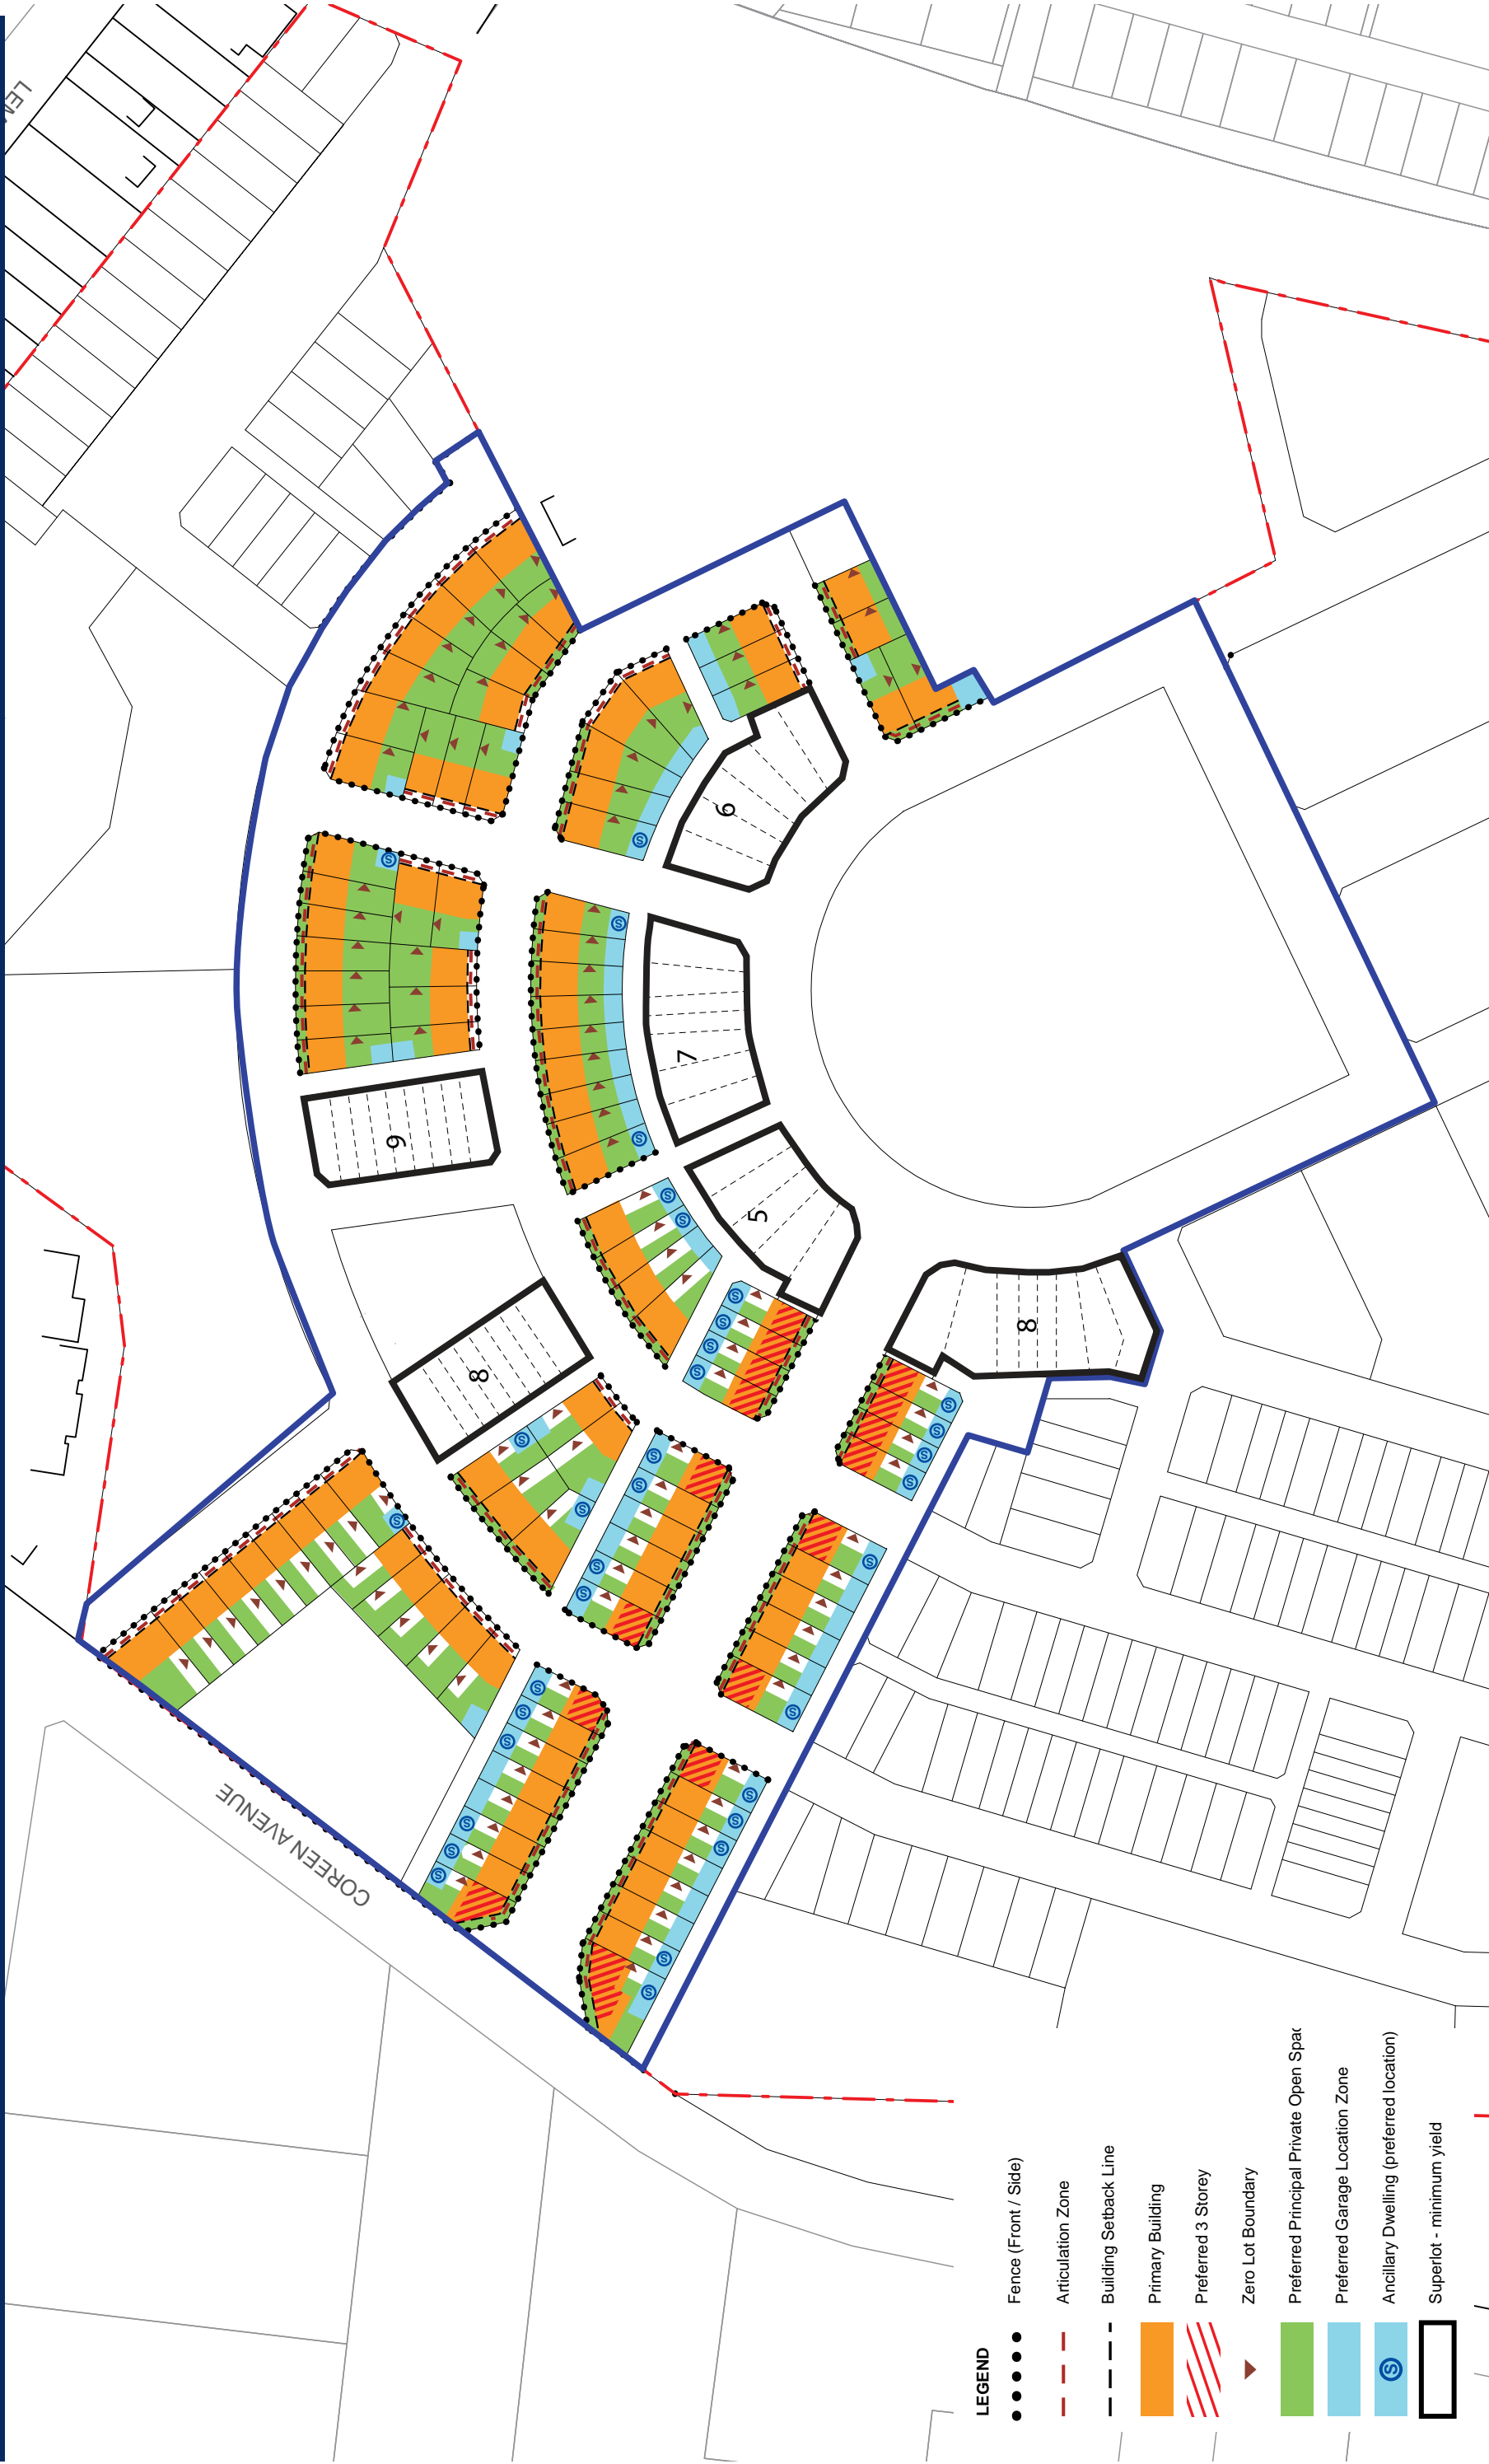 COREEN AVENUE
9
8
7
6
5
8
LEGEND
Fence (Front / Side)
Articulation Zone
Building Setback Line
Primary Building
Preferred 3 Storey
Zero Lot Boundary
Preferred Principal Private Open Spac
Preferred Garage Location Zone
S Ancillary Dwelling (preferred location)
Superlot - minimum yield